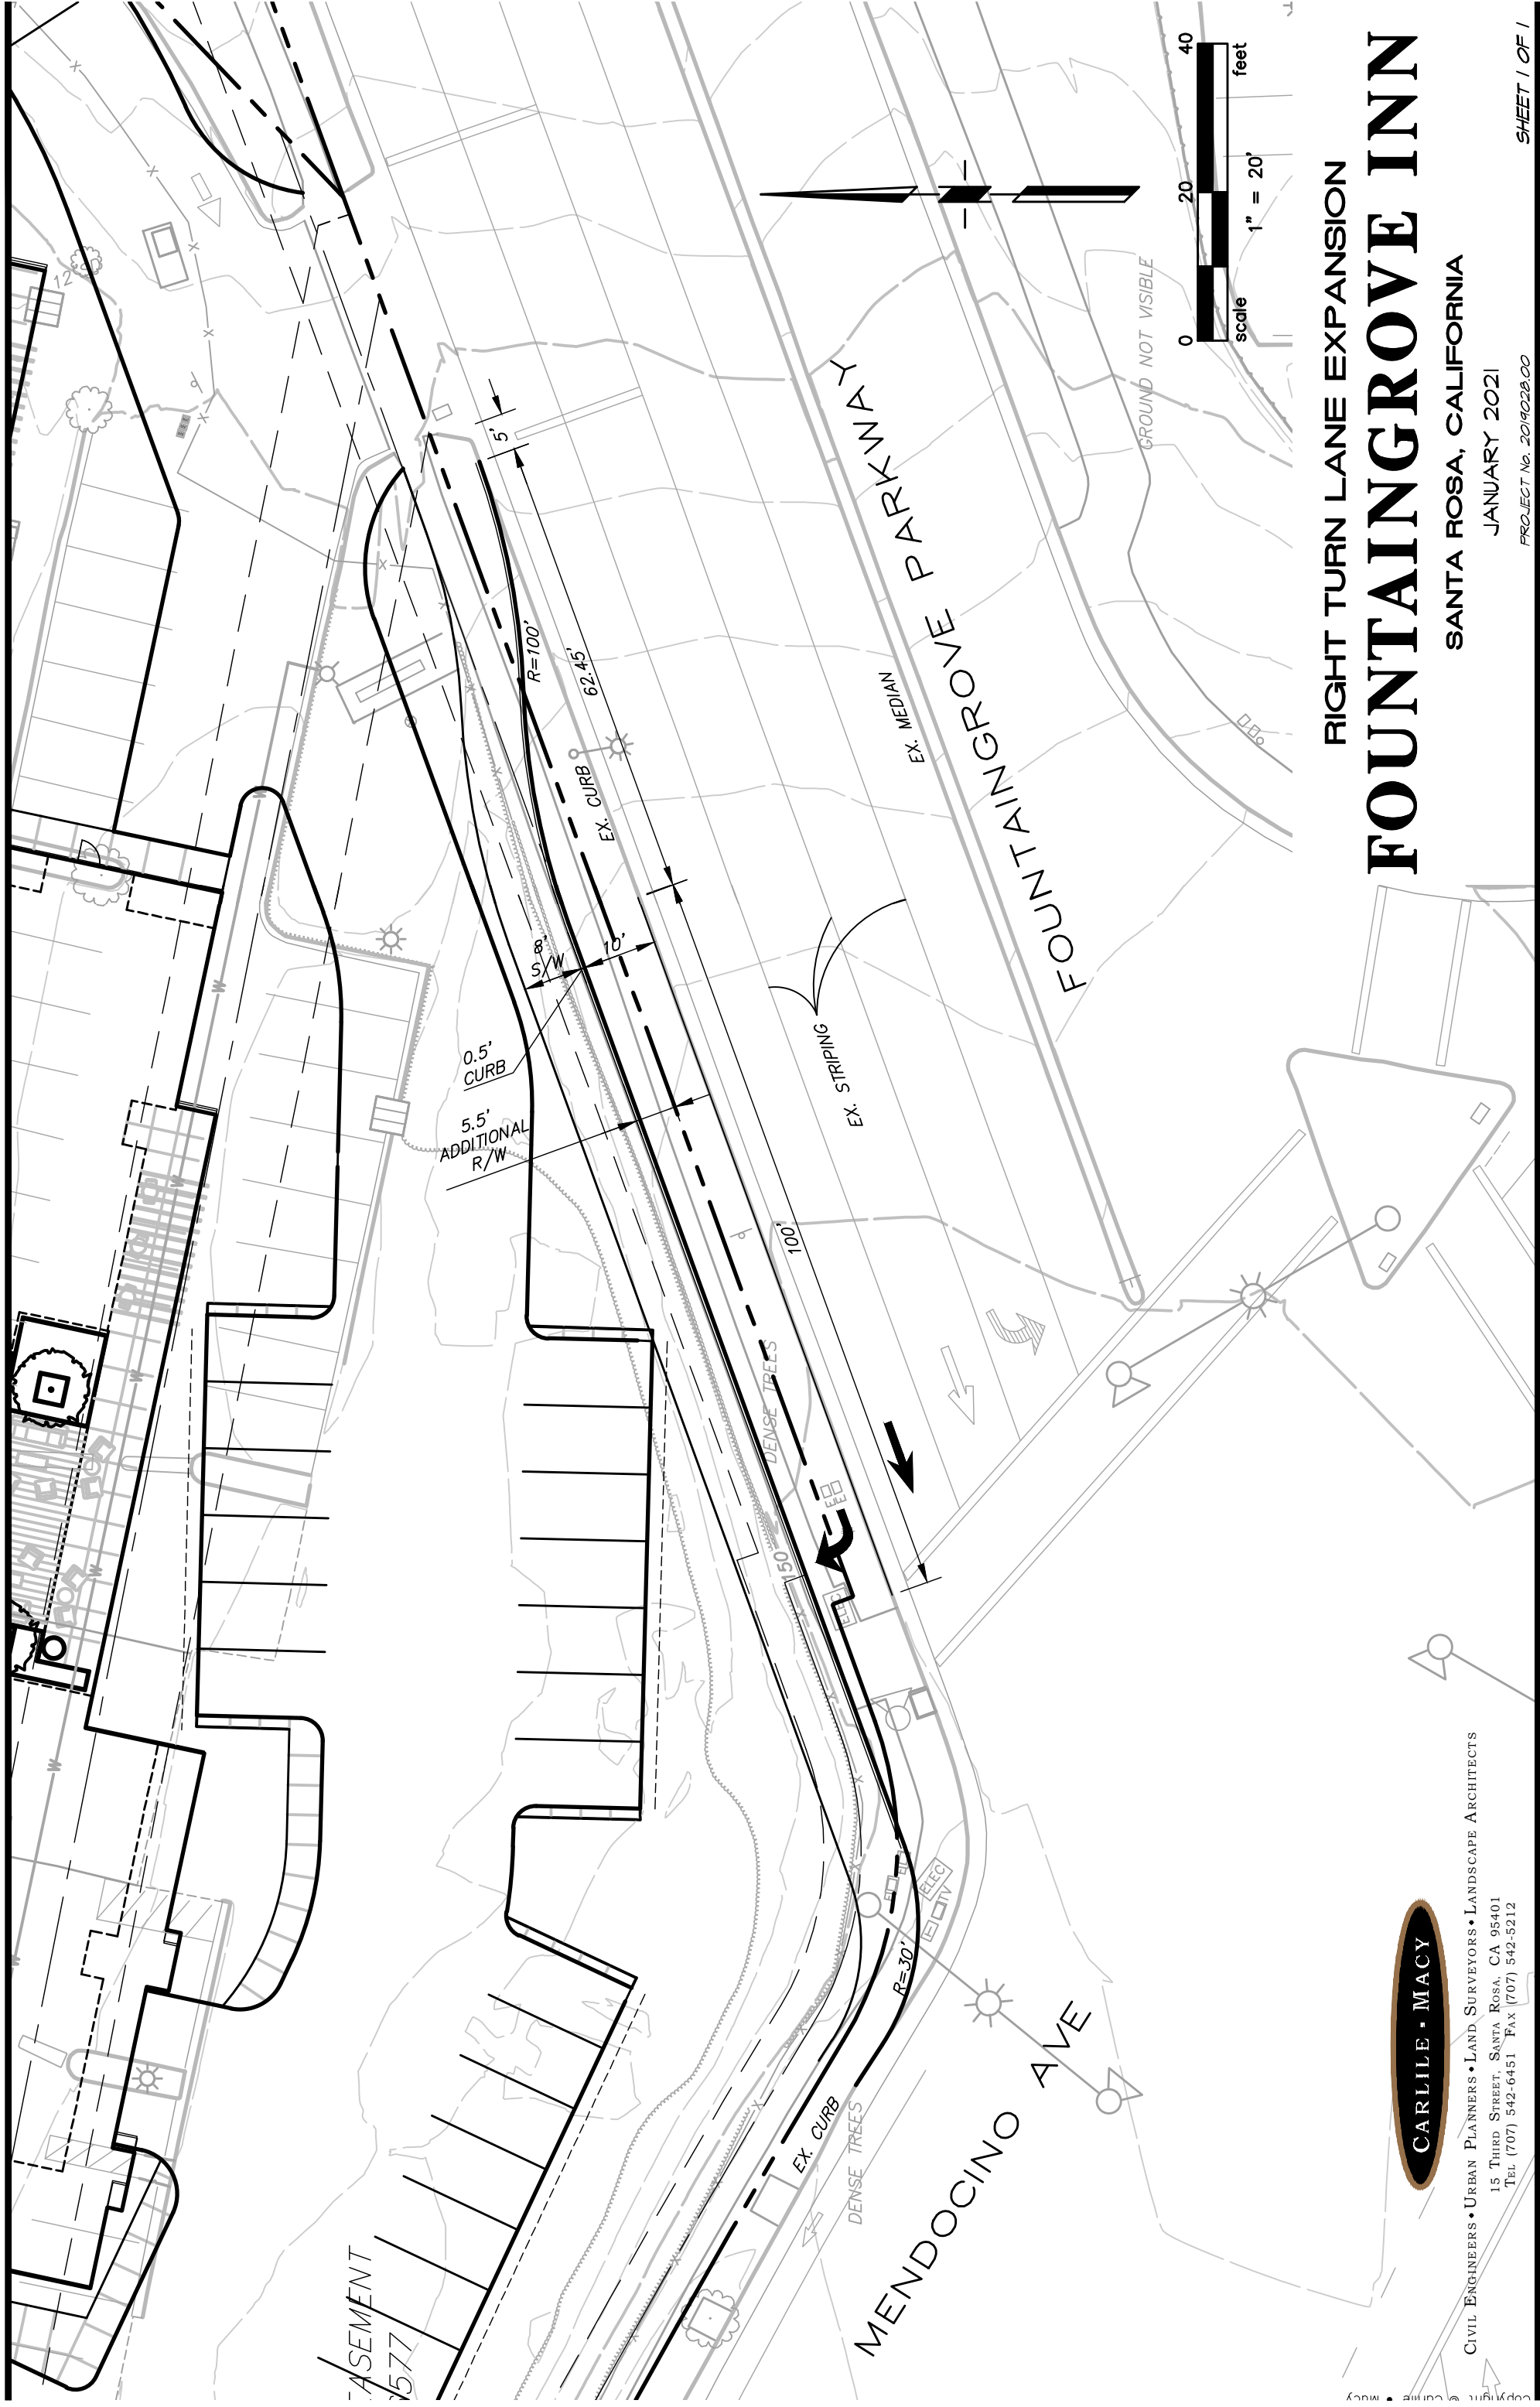 RIGHT TURN LANE EXPANSION
FOUNTAINGROVE INN
SANTA ROSA, CALIFORNIA
JANUARY 2021
PROJECT No. 2019028.00
SHEET 1 OF 1
0 20 40
scale 1" = 20' feet
GROUND NOT VISIBLE
FOUNTAINGROVE PARKWAY
EX. MEDIAN
EX. STRIPING
5'
62.45'
R=100'
EX. CURB
8'
S/W
10'
0.5'
CURB
5.5'
ADDITIONAL
R/W
100'
DENSE TREES
150
ELEC
ELEC
TV
R=30'
EX. CURB
DENSE TREES
MENDOCINO AVE
EASEMENT
CARLILE • MACY
CIVIL ENGINEERS • URBAN PLANNERS • LAND SURVEYORS • LANDSCAPE ARCHITECTS
15 THIRD STREET, SANTA ROSA, CA 95401
TEL (707) 542-6451 FAX (707) 542-5212